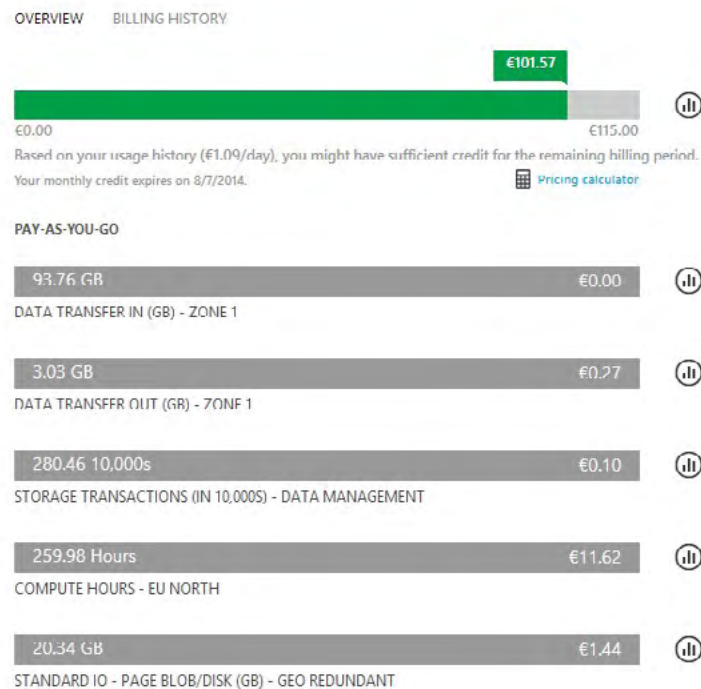 OVERVIEW BILLING HISTORY
€101.57
€0.00 €115.00
Based on your usage history (€1.09/day), you might have sufficient credit for the remaining billing period.
Your monthly credit expires on 8/7/2014. Pricing calculator
PAY-AS-YOU-GO
93.76 GB €0.00
DATA TRANSFER IN (GB) - ZONE 1
3.03 GB €0.27
DATA TRANSFER OUT (GB) - ZONE 1
280.46 10,000s €0.10
STORAGE TRANSACTIONS (IN 10,000S) - DATA MANAGEMENT
259.98 Hours €11.62
COMPUTE HOURS - EU NORTH
20.34 GB €1.44
STANDARD IO - PAGE BLOB/DISK (GB) - GEO REDUNDANT